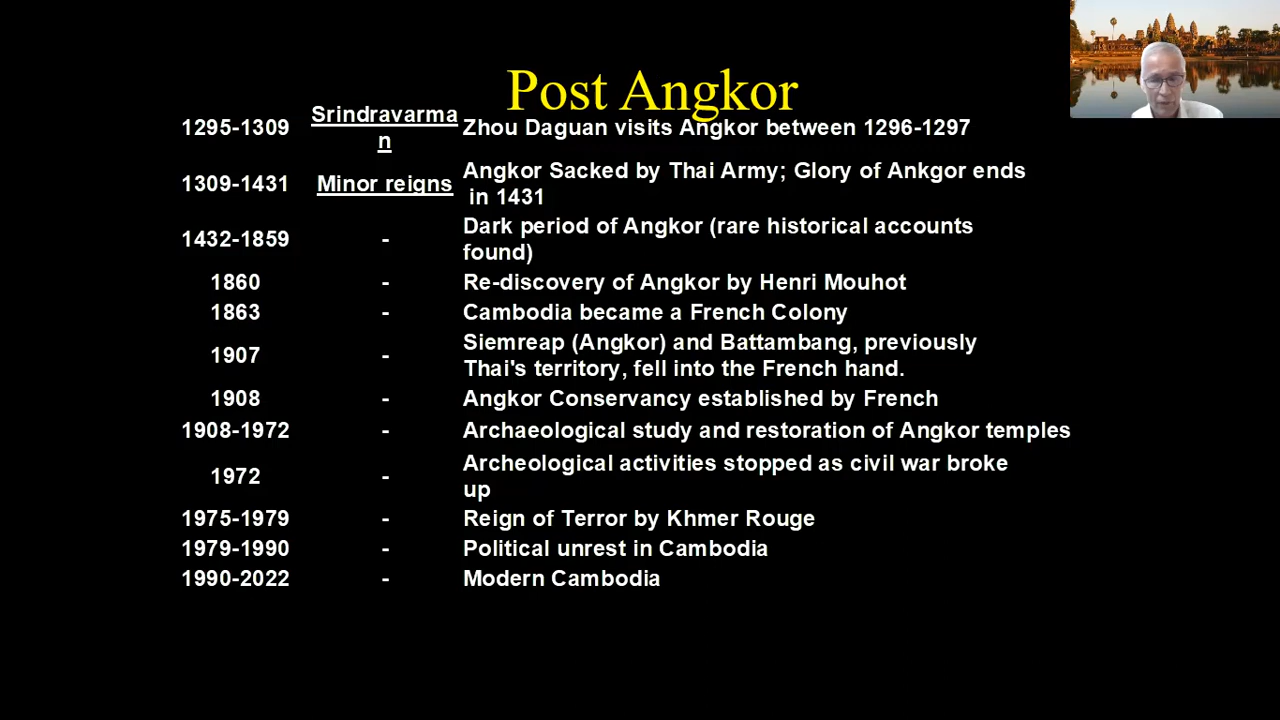 Post Angkor
1295-1309 Srindravarma Zhou Daguan visits Angkor between 1296-1297
n
1309-1431 Minor reigns Angkor Sacked by Thai Army; Glory of Ankgor ends
in 1431
1432-1859 - Dark period of Angkor (rare historical accounts
found)
1860 - Re-discovery of Angkor by Henri Mouhot
1863 - Cambodia became a French Colony
1907 - Siemreap (Angkor) and Battambang, previously
Thai's territory, fell into the French hand.
1908 - Angkor Conservancy established by French
1908-1972 - Archaeological study and restoration of Angkor temples
1972 - Archeological activities stopped as civil war broke
up
1975-1979 - Reign of Terror by Khmer Rouge
1979-1990 - Political unrest in Cambodia
1990-2022 - Modern Cambodia